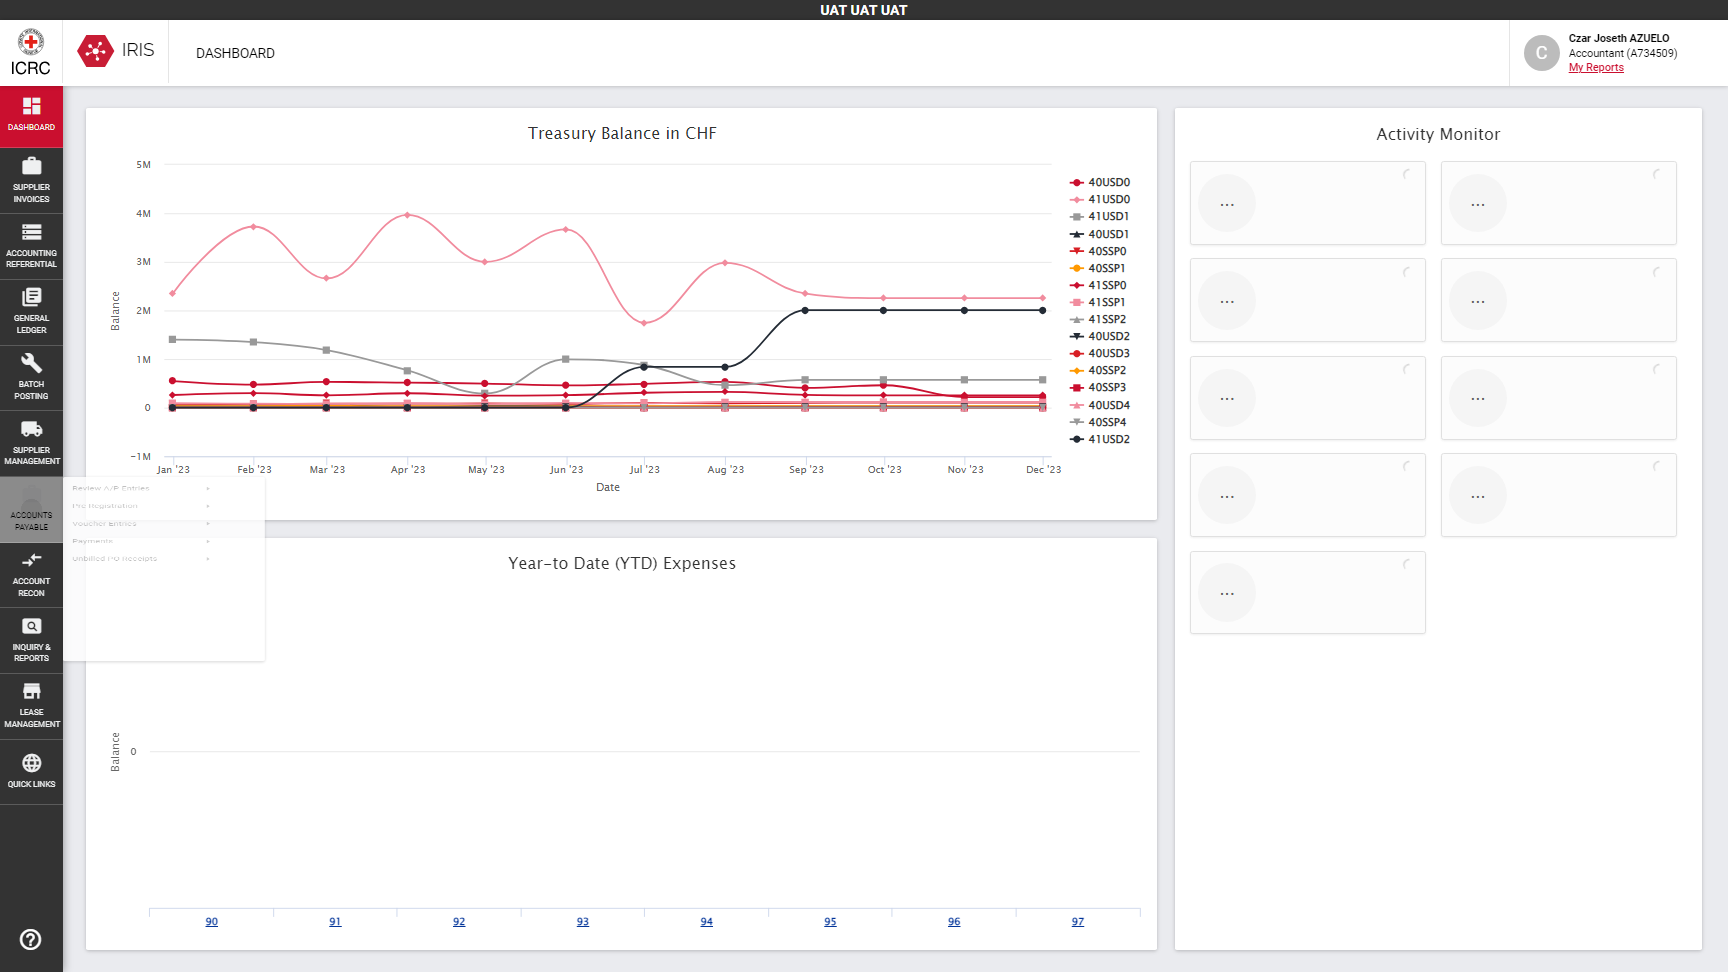 UAT UAT UAT
ICRC
IRIS
DASHBOARD
Czar Joseth AZUELO
Accountant (A734509)
My Reports
DASHBOARD
SUPPLIER
INVOICES
ACCOUNTING
REFERENTIAL
GENERAL
LEDGER
BATCH
POSTING
SUPPLIER
MANAGEMENT
ACCOUNTS
PAYABLE
Review A/P Entries
Pre Registration
Voucher Entries
Payments
Unbilled PO Receipts
ACCOUNT
RECON
INQUIRY &
REPORTS
LEASE
MANAGEMENT
QUICK LINKS
Treasury Balance in CHF
Balance
5M
4M
3M
2M
1M
0
-1M
Jan '23
Feb '23
Mar '23
Apr '23
May '23
Jun '23
Jul '23
Aug '23
Sep '23
Oct '23
Nov '23
Dec '23
Date
40USD0
41USD0
41USD1
40USD1
40SSP0
40SSP1
41SSP0
41SSP1
41SSP2
40USD2
40USD3
40SSP2
40SSP3
40USD4
40SSP4
41USD2
Year-to Date (YTD) Expenses
Balance
0
90
91
92
93
94
95
96
97
Activity Monitor
...
...
...
...
...
...
...
...
...